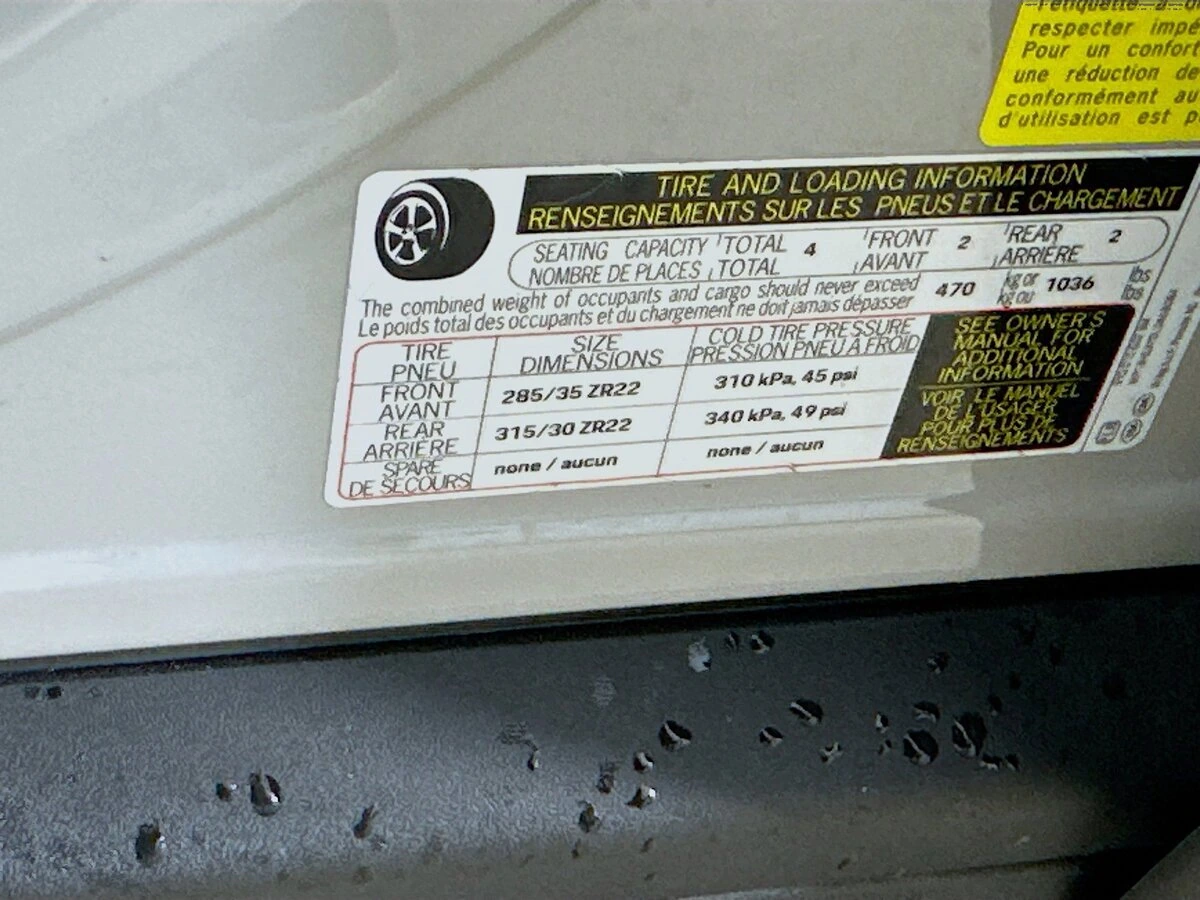 respecter
Pour un confort
une réduction de
conformément au
d'utilisation est
TIRE AND LOADING INFORMATION
RENSEIGNEMENTS SUR LES PNEUS ET LE CHARGEMENT
SEATING CAPACITY TOTAL 4 FRONT 2 REAR 2
NOMBRE DE PLACES TOTAL AVANT ARRIÈRE
The combined weight of occupants and cargo should never exceed 470 kg or 1036 lbs
Le poids total des occupants et du chargement ne doit jamais dépasser kg ou lbs
TIRE SIZE COLD TIRE PRESSURE
PNEU DIMENSIONS PRESSION PNEU À FROID
FRONT 285/35 ZR22 310 kPa, 45 psi
AVANT
REAR 315/30 ZR22 340 kPa, 49 psi
ARRIÈRE
SPARE none / aucun none / aucun
DE SECOURS
SEE OWNER'S
MANUAL FOR
ADDITIONAL
INFORMATION
VOIR LE MANUEL
DE L'USAGER
POUR PLUS DE
RENSEIGNEMENTS